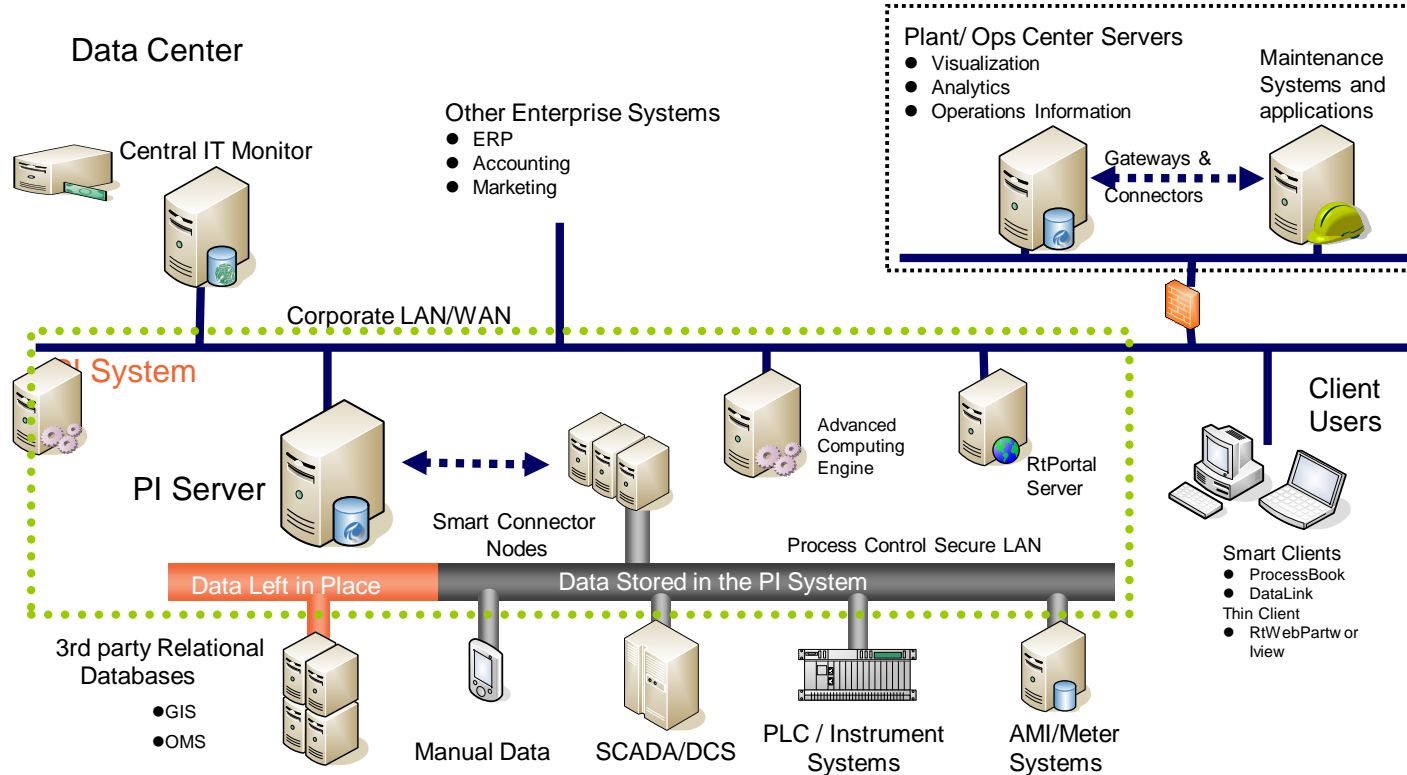 Data Center
Plant/ Ops Center Servers
● Visualization
● Analytics
● Operations Information
Maintenance
Systems and
applications
Gateways &
Connectors
Other Enterprise Systems
● ERP
● Accounting
● Marketing
Central IT Monitor
Corporate LAN/WAN
PI System
PI Server
Smart Connector
Nodes
Advanced
Computing
Engine
RtPortal
Server
Client
Users
Process Control Secure LAN
Data Left in Place
Data Stored in the PI System
Smart Clients
● ProcessBook
● DataLink
Thin Client
● RtWebPartw or
Iview
3rd party Relational
Databases
●GIS
●OMS
Manual Data
SCADA/DCS
PLC / Instrument
Systems
AMI/Meter
Systems